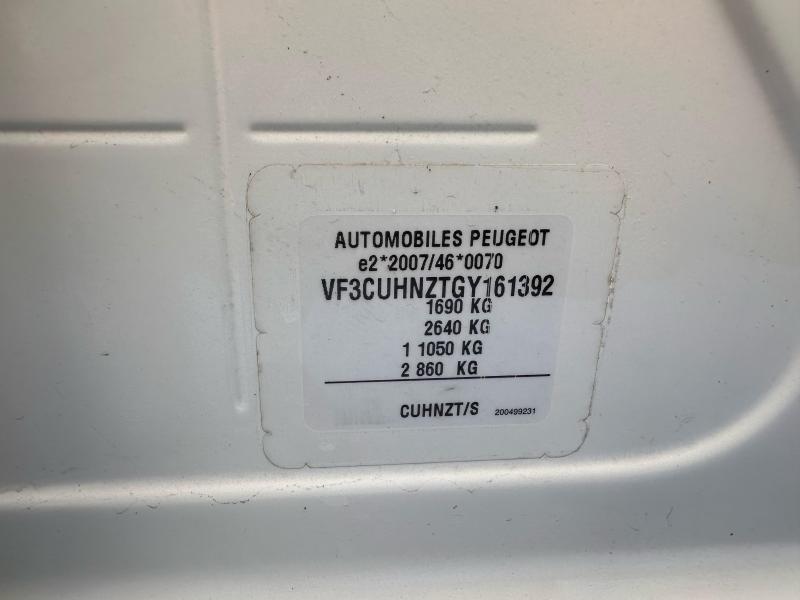 AUTOMOBILES PEUGEOT
e2*2007/46*0070
VF3CUHNZTGY161392
1690 KG
2640 KG
1 1050 KG
2 860 KG
CUHNZT/S 200499231